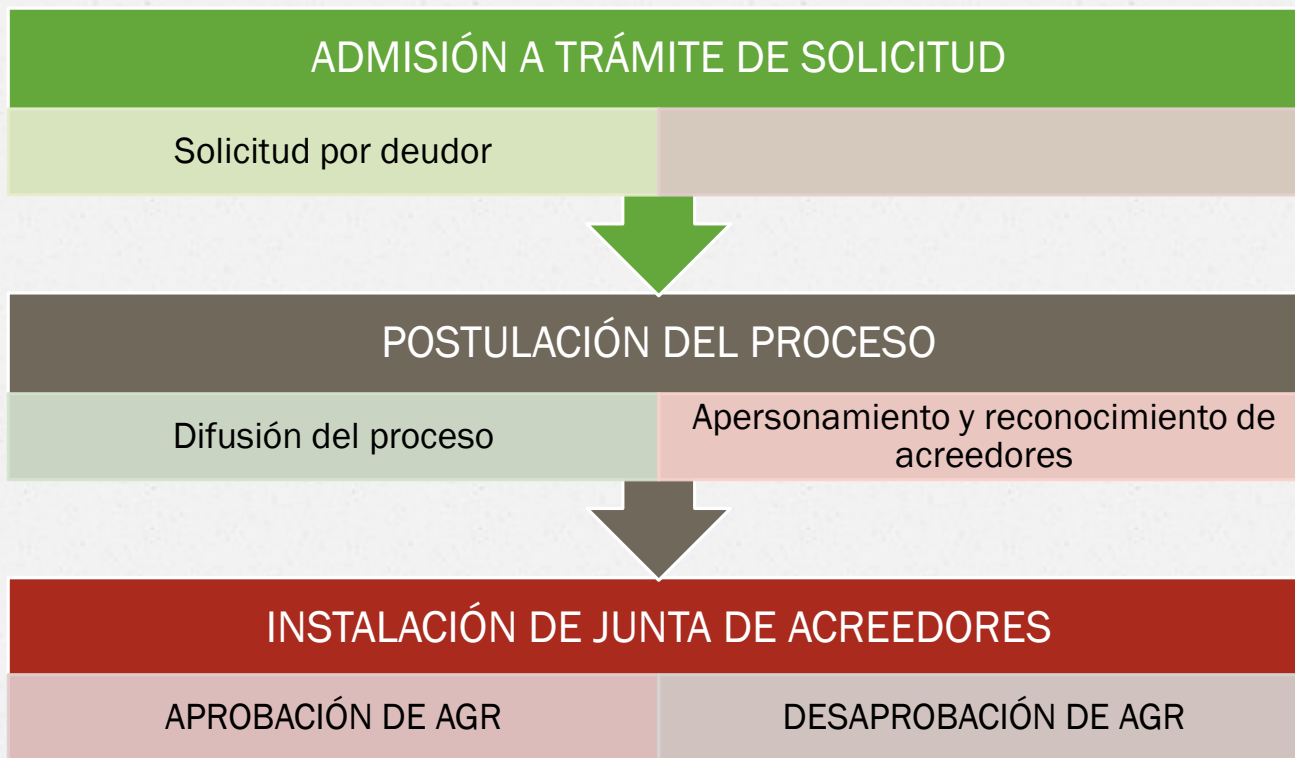 ADMISIÓN A TRÁMITE DE SOLICITUD
Solicitud por deudor
POSTULACIÓN DEL PROCESO
Difusión del proceso
Apersonamiento y reconocimiento de
acreedores
INSTALACIÓN DE JUNTA DE ACREEDORES
APROBACIÓN DE AGR
DESAPROBACIÓN DE AGR